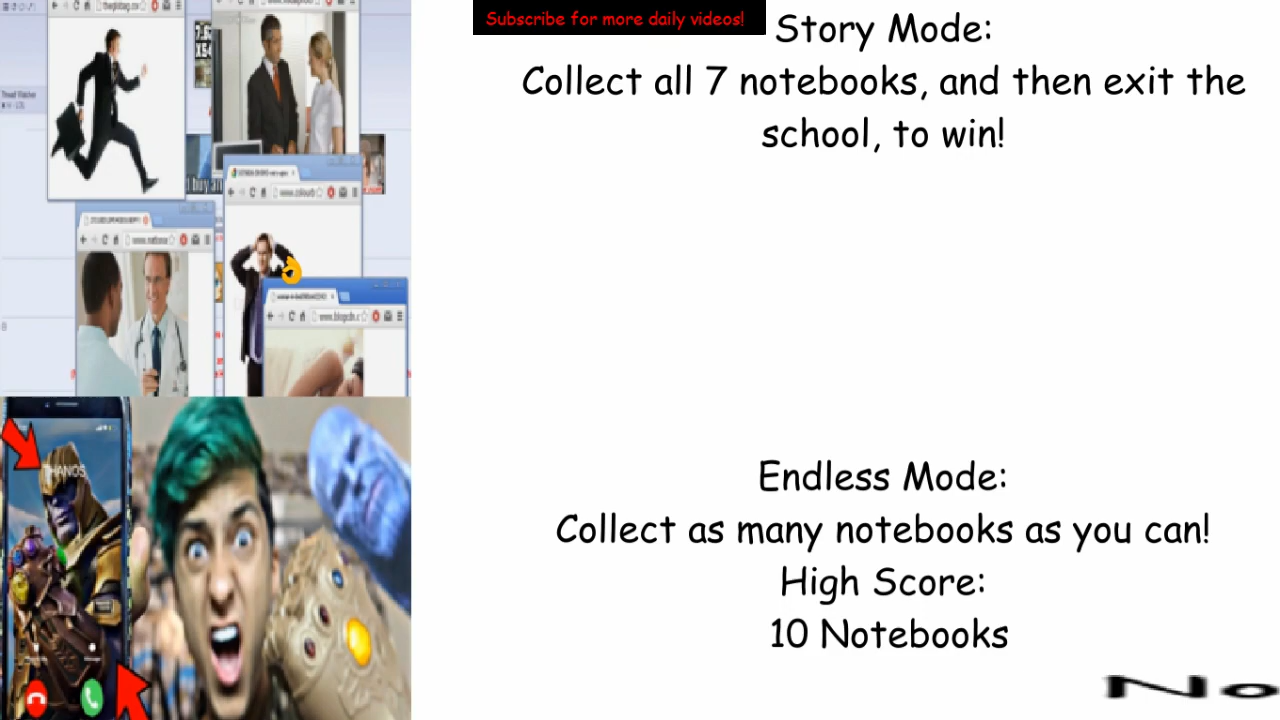 Subscribe for more daily videos!
Story Mode:
Collect all 7 notebooks, and then exit the
school, to win!
THANOS
Endless Mode:
Collect as many notebooks as you can!
High Score:
10 Notebooks
No